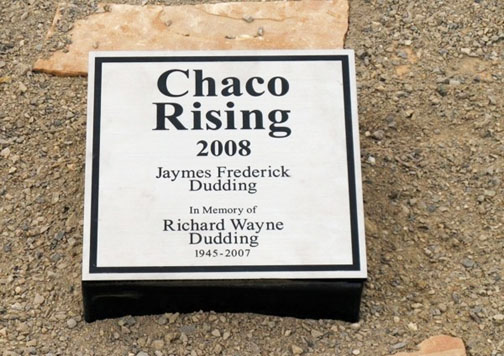 Chaco
Rising
2008
Jaymes Frederick
Dudding
In Memory of
Richard Wayne
Dudding
1945-2007